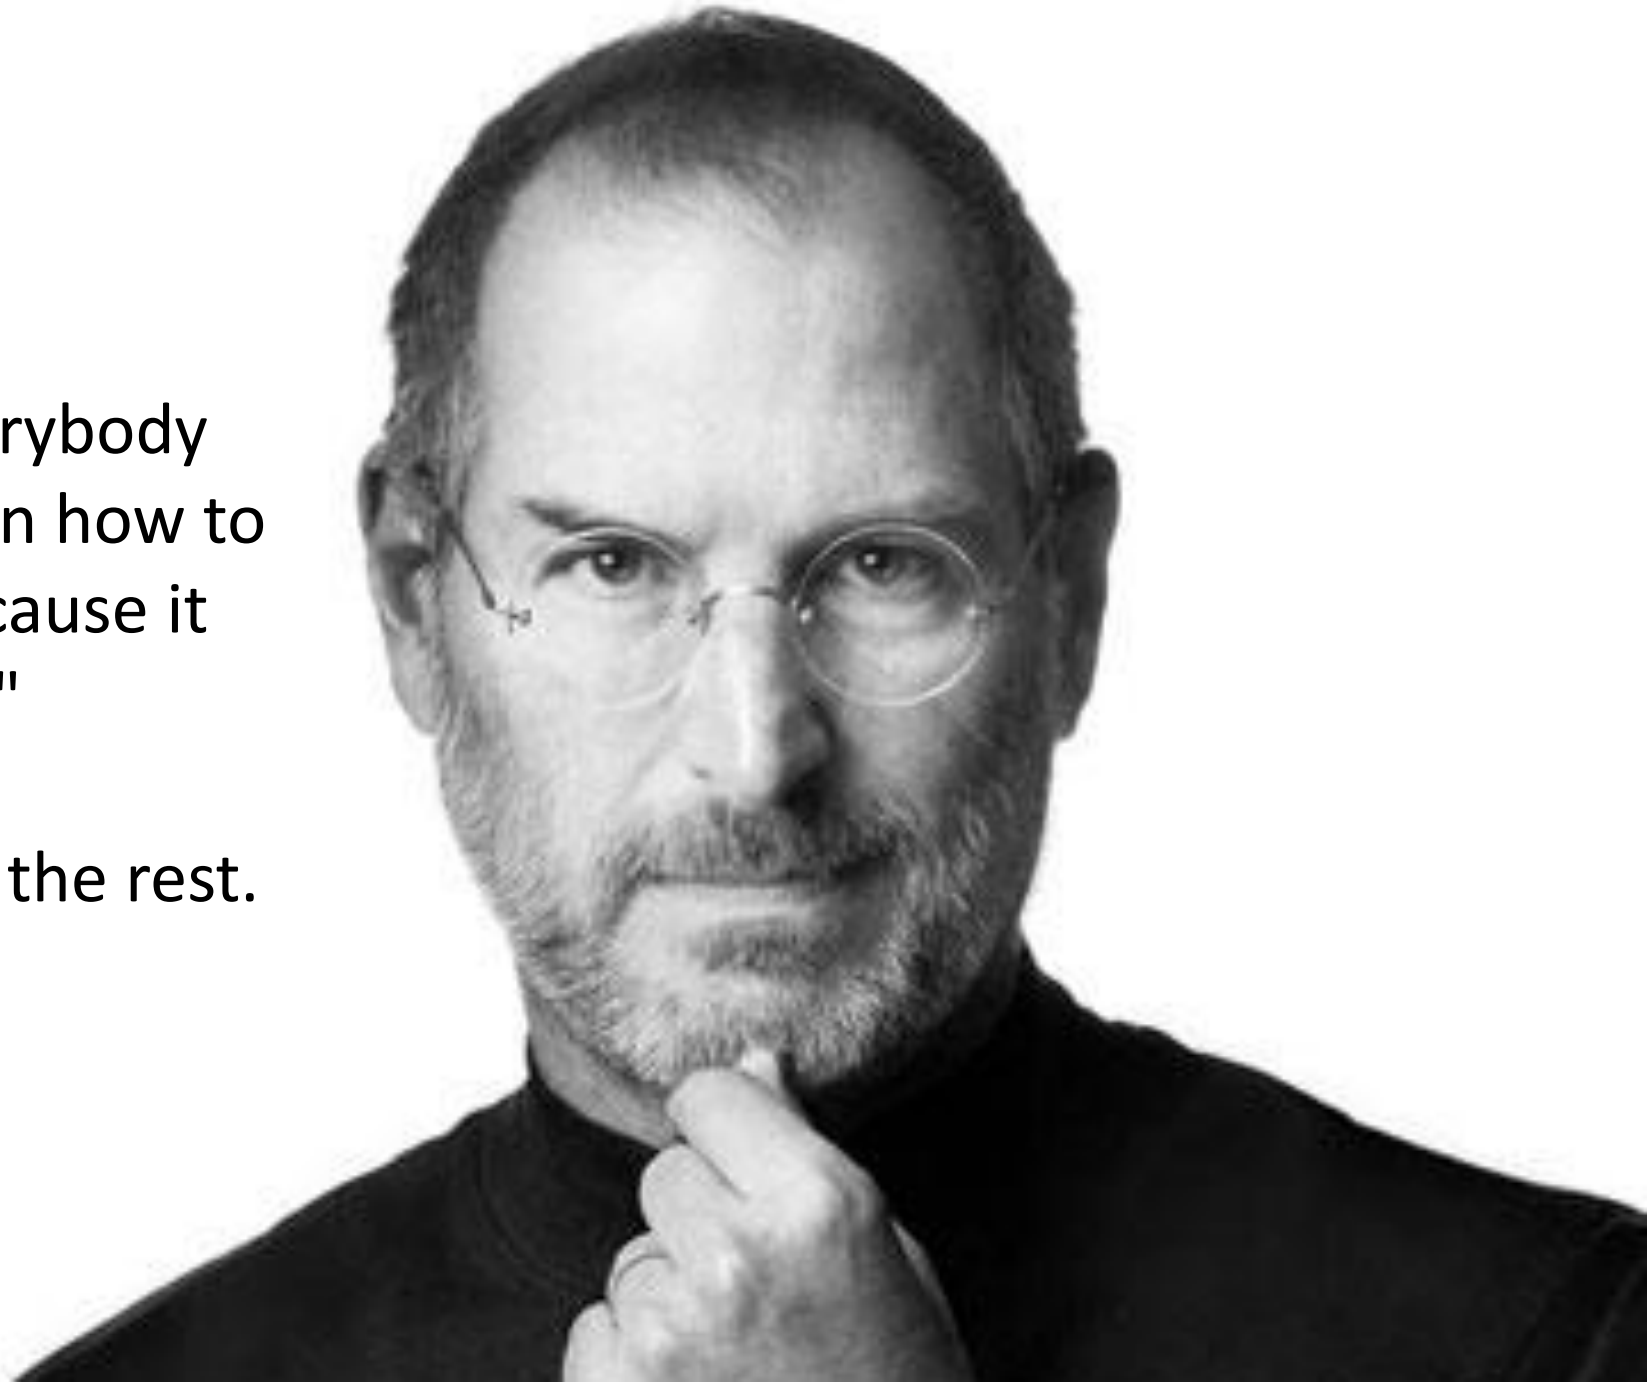 rybody
n how to
cause it
"
the rest.